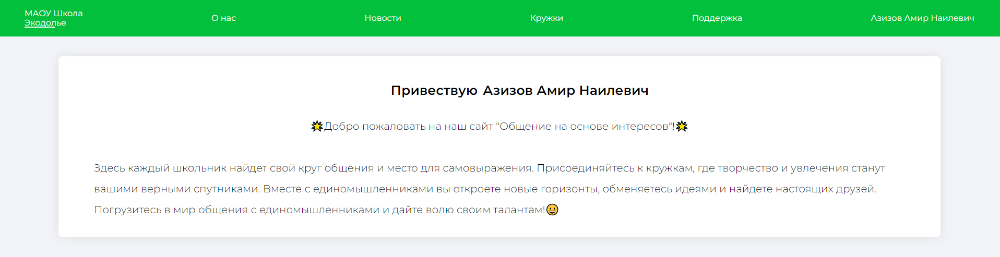 МАОУ Школа
Экодолье
О нас
Новости
Кружки
Поддержка
Азизов Амир Наилевич
Привествую Азизов Амир Наилевич
🌟Добро пожаловать на наш сайт "Общение на основе интересов"!🌟
Здесь каждый школьник найдет свой круг общения и место для самовыражения. Присоединяйтесь к кружкам, где творчество и увлечения станут
вашими верными спутниками. Вместе с единомышленниками вы откроете новые горизонты, обменяетесь идеями и найдете настоящих друзей.
Погрузитесь в мир общения с единомышленниками и дайте волю своим талантам!😀